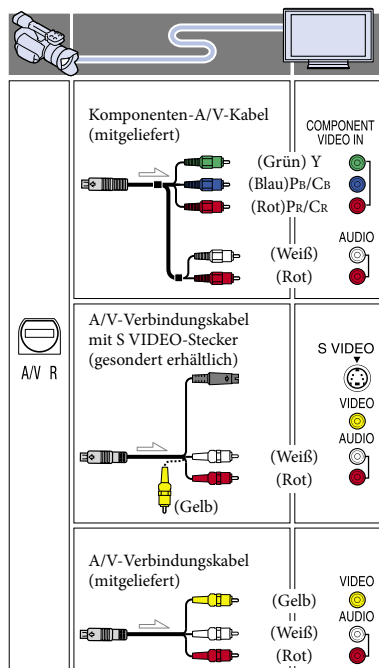 Komponenten-A/V-Kabel
(mitgeliefert)
COMPONENT
VIDEO IN
(Grün) Y
(Blau)PB/CB
(Rot)PR/CR
AUDIO
(Weiß)
(Rot)
A/V R
A/V-Verbindungskabel
mit S VIDEO-Stecker
(gesondert erhältlich)
S VIDEO
VIDEO
AUDIO
(Weiß)
(Rot)
(Gelb)
A/V-Verbindungskabel
(mitgeliefert)
VIDEO
(Gelb)
AUDIO
(Weiß)
(Rot)